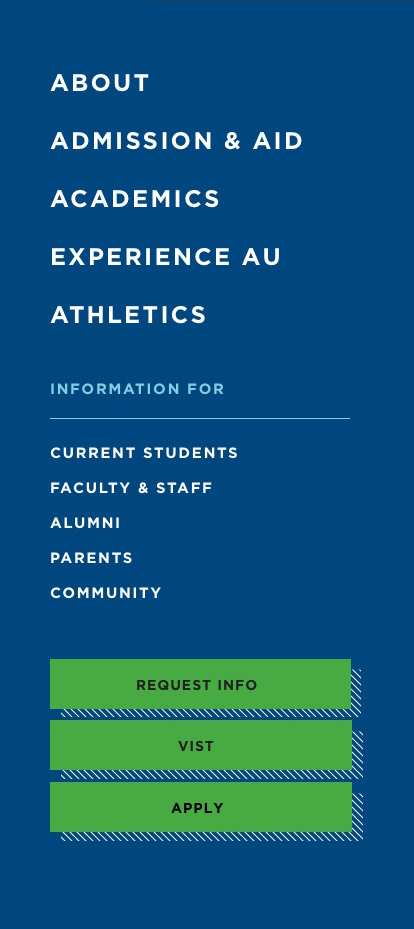 ABOUT
ADMISSION & AID
ACADEMICS
EXPERIENCE AU
ATHLETICS
INFORMATION FOR
CURRENT STUDENTS
FACULTY & STAFF
ALUMNI
PARENTS
COMMUNITY
REQUEST INFO
VIST
APPLY